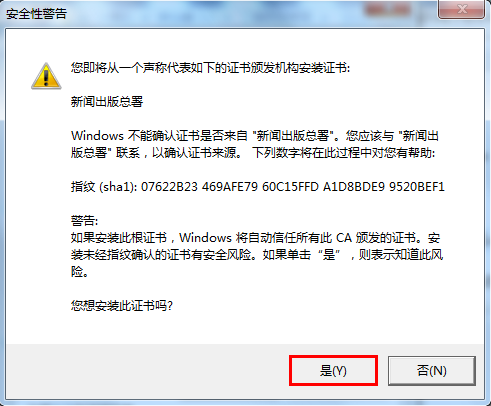 安全性警告
您即将从一个声称代表如下的证书颁发机构安装证书:
新闻出版总署
Windows 不能确认证书是否来自 "新闻出版总署"。您应该与 "新闻出
版总署" 联系，以确认证书来源。 下列数字将在此过程中对您有帮助:
指纹 (sha1): 07622B23 469AFE79 60C15FFD A1D8BDE9 9520BEF1
警告:
如果安装此根证书，Windows 将自动信任所有此 CA 颁发的证书。安
装未经指纹确认的证书有安全风险。如果单击 “是”，则表示知道此风
险。
您想安装此证书吗?
是(Y)
否(N)